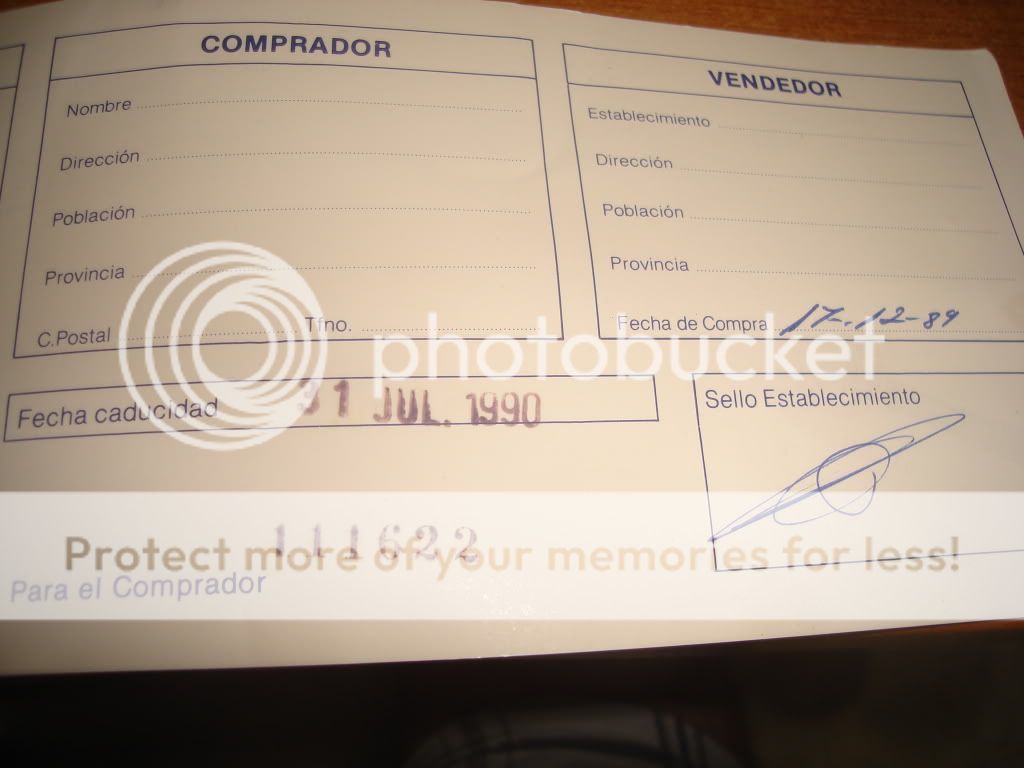 COMPRADOR
Nombre
Dirección
Población
Provincia
C.Postal Tfno.
VENDEDOR
Establecimiento
Dirección
Población
Provincia
Fecha de Compra 17-12-89
Fecha caducidad 31 JUL. 1990
Sello Establecimiento
photobucket
111622
Protect more of your memories for less!
Para el Comprador